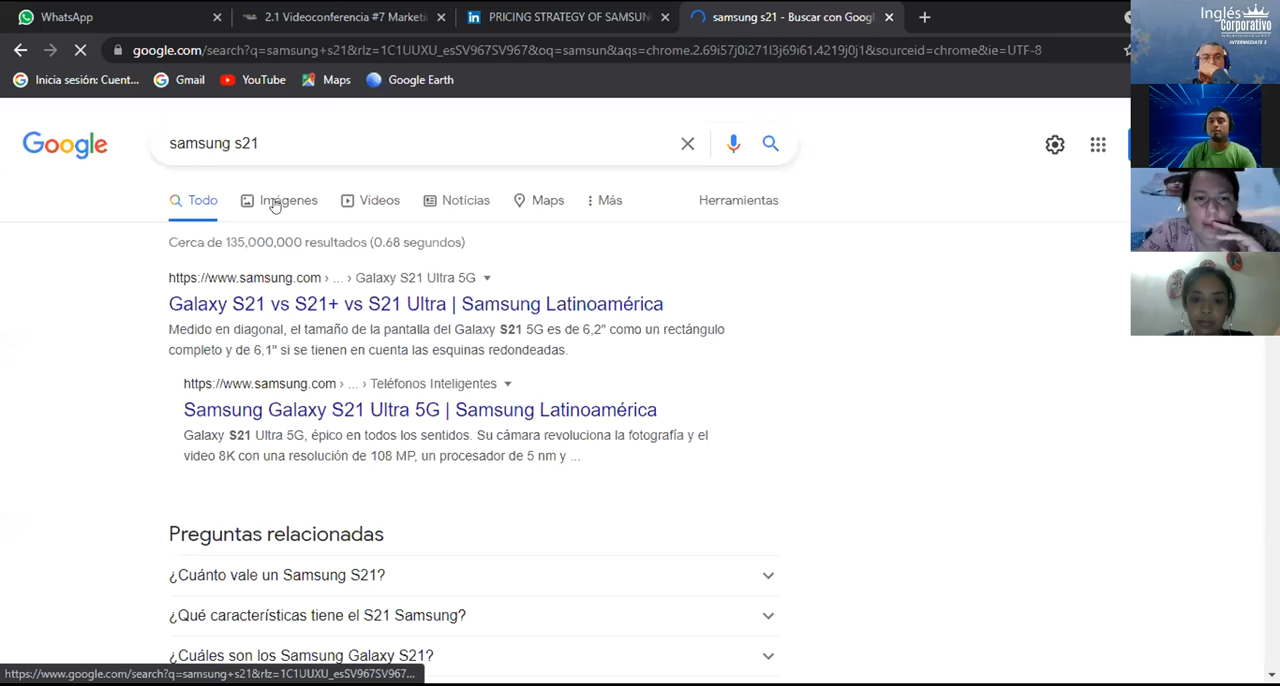 WhatsApp
2.1 Videoconferencia #7 Marketi
PRICING STRATEGY OF SAMSUN
samsung s21 - Buscar con Googl
google.com/search?q=samsung+s21&rlz=1C1UUXU_esSV967SV967&oq=samsun&aqs=chrome.2.69i57j0i271l3j69i61.4219j0j1&sourceid=chrome&ie=UTF-8
Inicia sesión: Cuent...
Gmail
YouTube
Maps
Google Earth
Inglés
Corporativo
INTERMEDIATE 2
Google
samsung s21
Todo
Imágenes
Videos
Noticias
Maps
Más
Herramientas
Cerca de 135,000,000 resultados (0.68 segundos)
https://www.samsung.com › ... › Galaxy S21 Ultra 5G
Galaxy S21 vs S21+ vs S21 Ultra | Samsung Latinoamérica
Medido en diagonal, el tamaño de la pantalla del Galaxy S21 5G es de 6,2" como un rectángulo
completo y de 6,1" si se tienen en cuenta las esquinas redondeadas.
https://www.samsung.com › ... › Teléfonos Inteligentes
Samsung Galaxy S21 Ultra 5G | Samsung Latinoamérica
Galaxy S21 Ultra 5G, épico en todos los sentidos. Su cámara revoluciona la fotografía y el
video 8K con una resolución de 108 MP, un procesador de 5 nm y ...
Preguntas relacionadas
¿Cuánto vale un Samsung S21?
¿Qué características tiene el S21 Samsung?
¿Cuáles son los Samsung Galaxy S21?
https://www.google.com/search?q=samsung+s21&rlz=1C1UUXU_esSV967SV967...